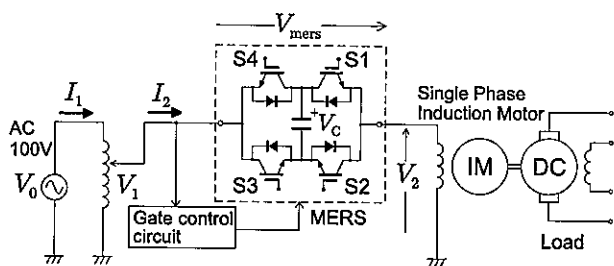 V_mers
S4
S1
I_1
I_2
+V_C
Single Phase
Induction Motor
AC
100V
V_0
V_1
V_2
IM
DC
S3
S2
Gate control
circuit
MERS
Load